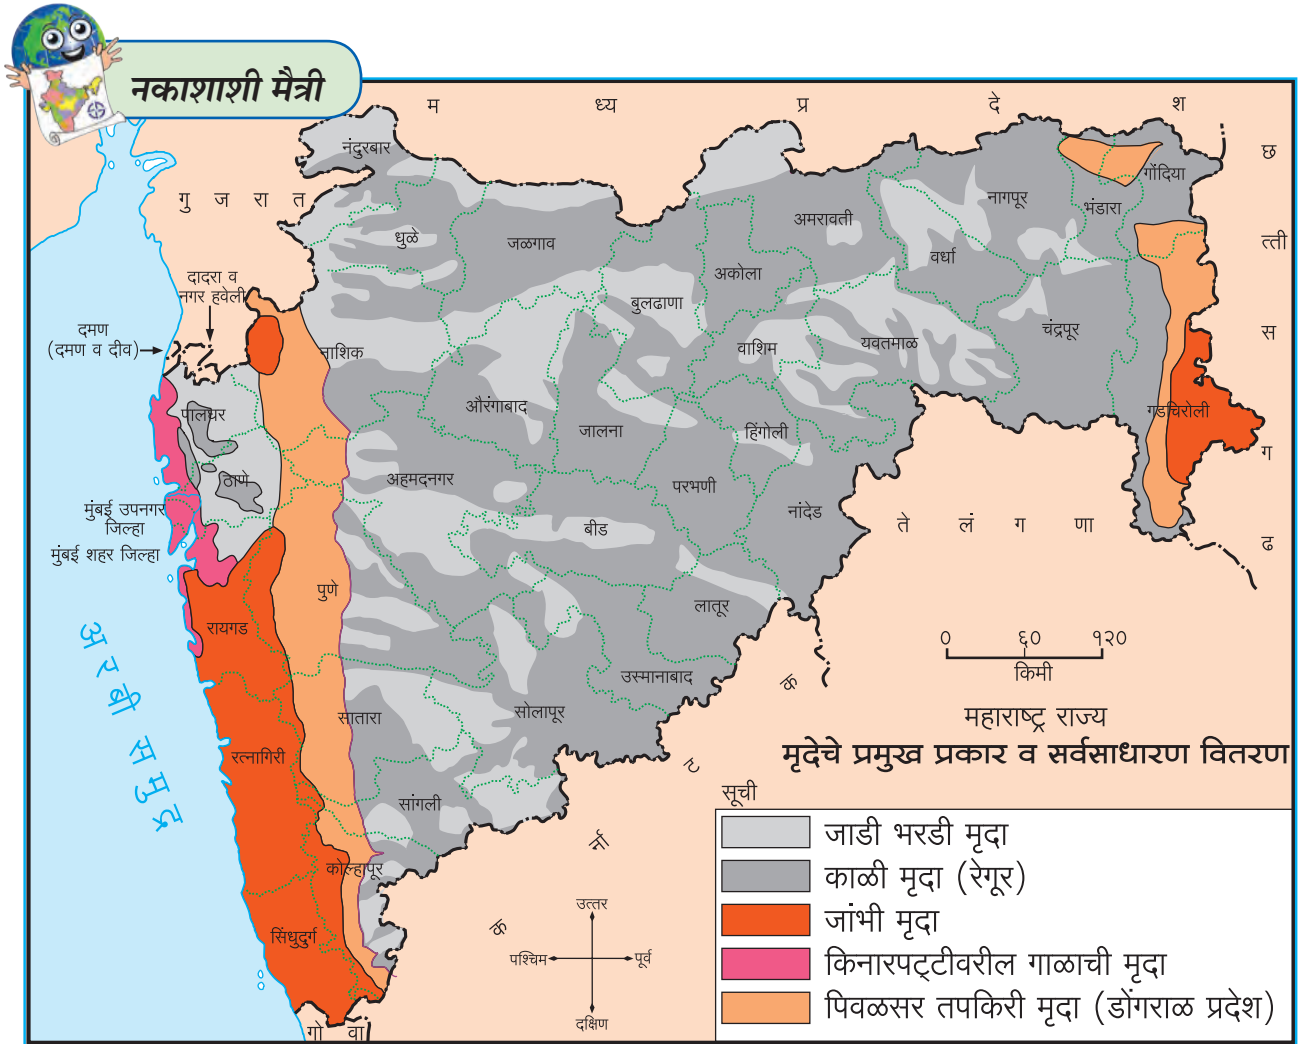 नकाशाशी मैत्री
म ध्य प्र दे श
छ
त्ती
स
ग
ढ
गु ज रा त
नंदुरबार
गोंदिया
नागपूर
भंडारा
अमरावती
धुळे
जळगाव
वर्धा
अकोला
दादरा व
नगर हवेली
बुलढाणा
दमण
(दमण व दीव)
नाशिक
वाशिम
यवतमाळ
चंद्रपूर
पालघर
औरंगाबाद
जालना
हिंगोली
गडचिरोली
ठाणे
अहमदनगर
परभणी
नांदेड
मुंबई उपनगर
जिल्हा
मुंबई शहर जिल्हा
बीड
ते लं ग णा
पुणे
लातूर
रायगड
अ र बी स मु द्र
उस्मानाबाद
सातारा
सोलापूर
रत्नागिरी
सांगली
कोल्हापूर
सिंधुदुर्ग
क र्ना ट क
गो वा
० ६० १२०
किमी
महाराष्ट्र राज्य
मृदेचे प्रमुख प्रकार व सर्वसाधारण वितरण
सूची
जाडी भरडी मृदा
काळी मृदा (रेगूर)
जांभी मृदा
किनारपट्टीवरील गाळाची मृदा
पिवळसर तपकिरी मृदा (डोंगराळ प्रदेश)
उत्तर
पश्चिम पूर्व
दक्षिण